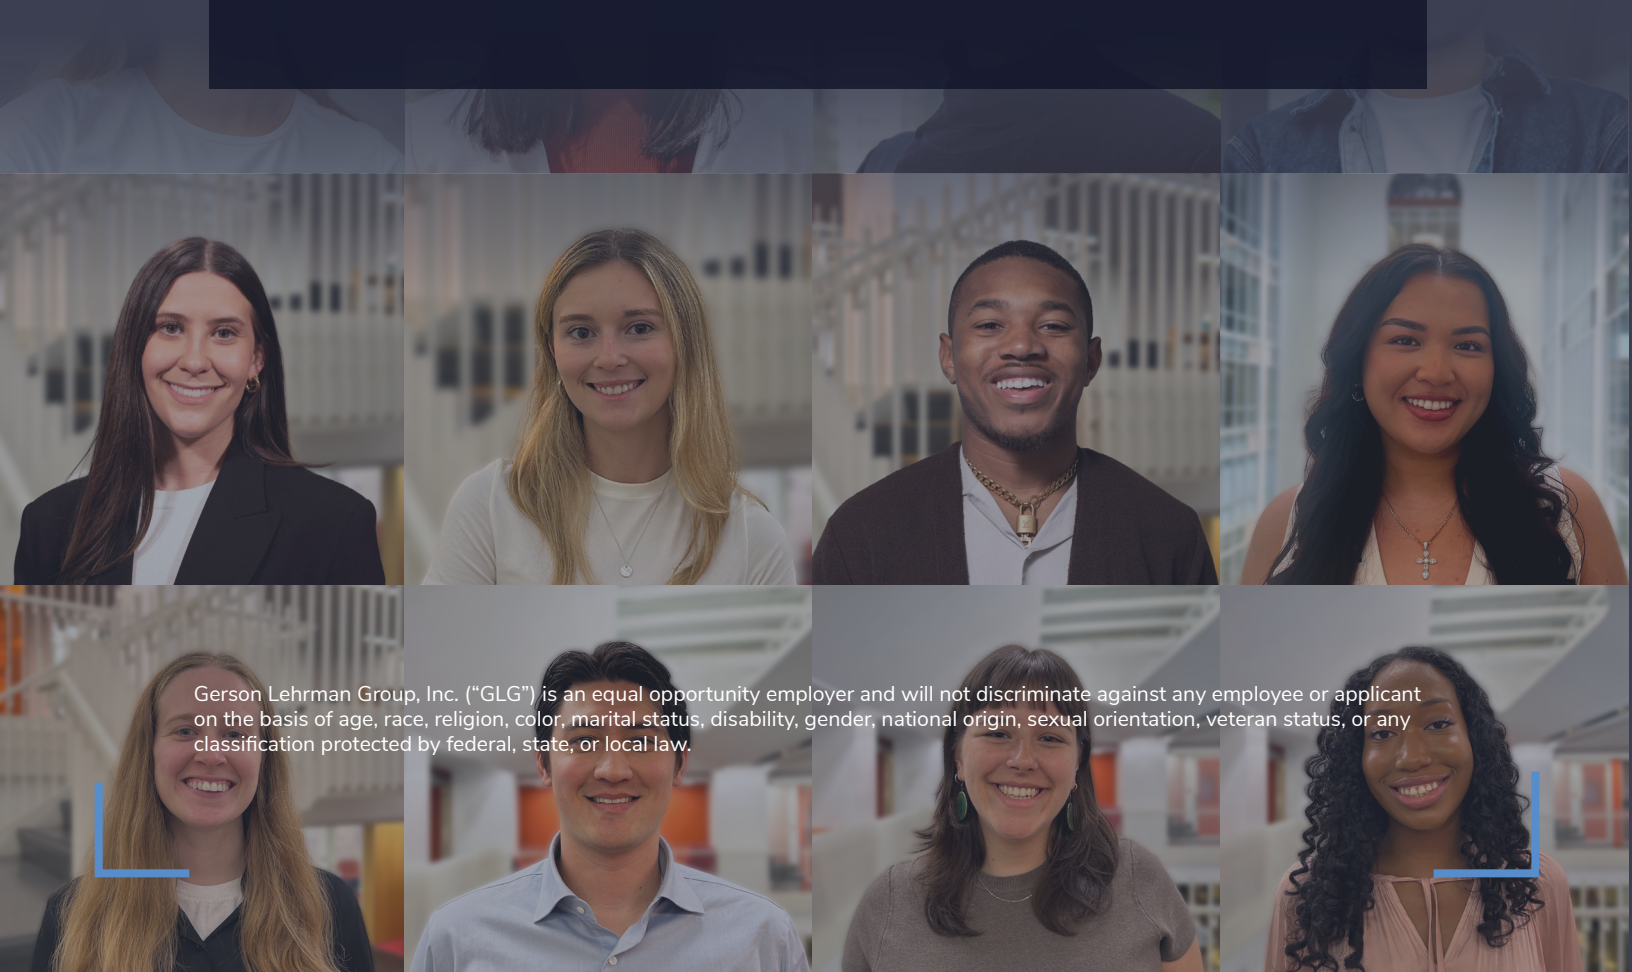 Gerson Lehrman Group, Inc. (“GLG”) is an equal opportunity employer and will not discriminate against any employee or applicant
on the basis of age, race, religion, color, marital status, disability, gender, national origin, sexual orientation, veteran status, or any
classification protected by federal, state, or local law.